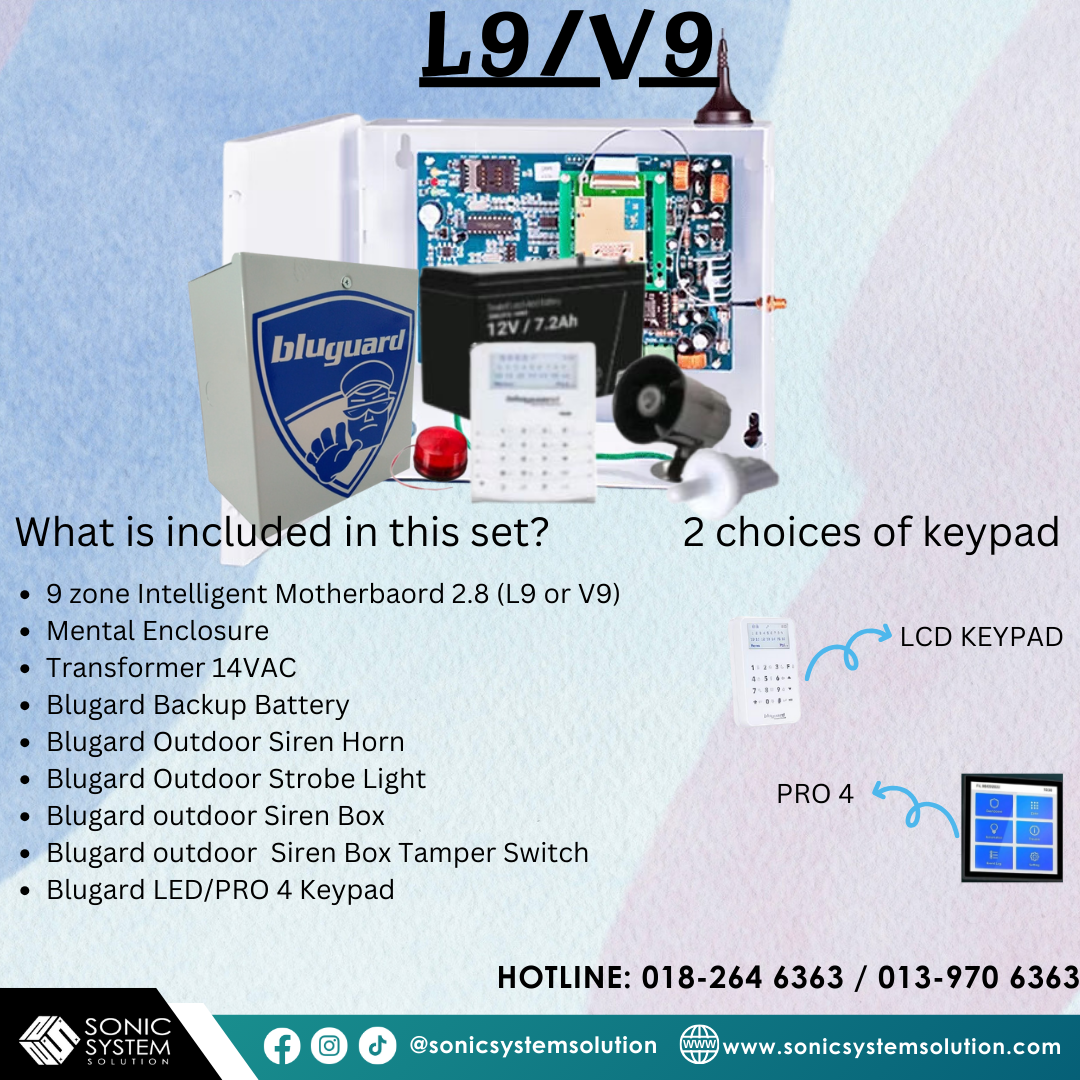 L9/V9
bluguard
12V / 7.2Ah
What is included in this set?
2 choices of keypad
9 zone Intelligent Motherbaord 2.8 (L9 or V9)
Mental Enclosure
Transformer 14VAC
Blugard Backup Battery
Blugard Outdoor Siren Horn
Blugard Outdoor Strobe Light
Blugard outdoor Siren Box
Blugard outdoor  Siren Box Tamper Switch
Blugard LED/PRO 4 Keypad
LCD KEYPAD
PRO 4
HOTLINE: 018-264 6363 / 013-970 6363
SONIC
SYSTEM
SOLUTION
@sonicsystemsolution
www.sonicsystemsolution.com